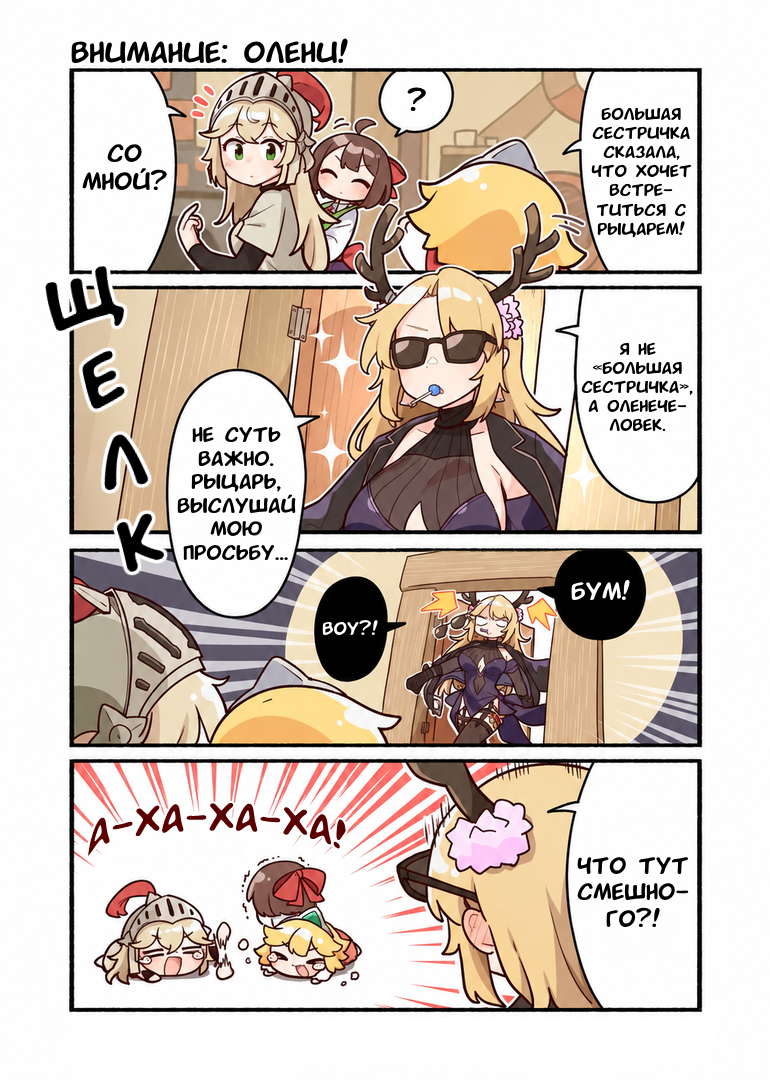 ВНИМАНИЕ: ОЛЕНИ!
БОЛЬШАЯ
СЕСТРИЧКА
СКАЗАЛА,
ЧТО ХОЧЕТ
ВСТРЕ-
ТИТЬСЯ С
РЫЦАРЕМ!
?
СО
МНОЙ?
ЩЕЛК
Я НЕ
«БОЛЬШАЯ
СЕСТРИЧКА»,
А ОЛЕНЕЧЕ-
ЛОВЕК.
НЕ СУТЬ
ВАЖНО.
РЫЦАРЬ,
ВЫСЛУШАЙ
МОЮ
ПРОСЬБУ...
БУМ!
ВОУ?!
А-ХА-ХА-ХА!
ЧТО ТУТ
СМЕШНО-
ГО?!